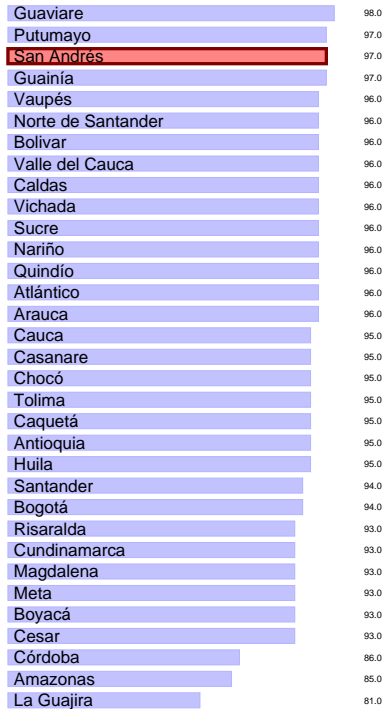 Guaviare 98.0
Putumayo 97.0
San Andrés 97.0
Guainía 97.0
Vaupés 96.0
Norte de Santander 96.0
Bolivar 96.0
Valle del Cauca 96.0
Caldas 96.0
Vichada 96.0
Sucre 96.0
Nariño 96.0
Quindío 96.0
Atlántico 96.0
Arauca 96.0
Cauca 95.0
Casanare 95.0
Chocó 95.0
Tolima 95.0
Caquetá 95.0
Antioquia 95.0
Huila 95.0
Santander 94.0
Bogotá 94.0
Risaralda 93.0
Cundinamarca 93.0
Magdalena 93.0
Meta 93.0
Boyacá 93.0
Cesar 93.0
Córdoba 86.0
Amazonas 85.0
La Guajira 81.0